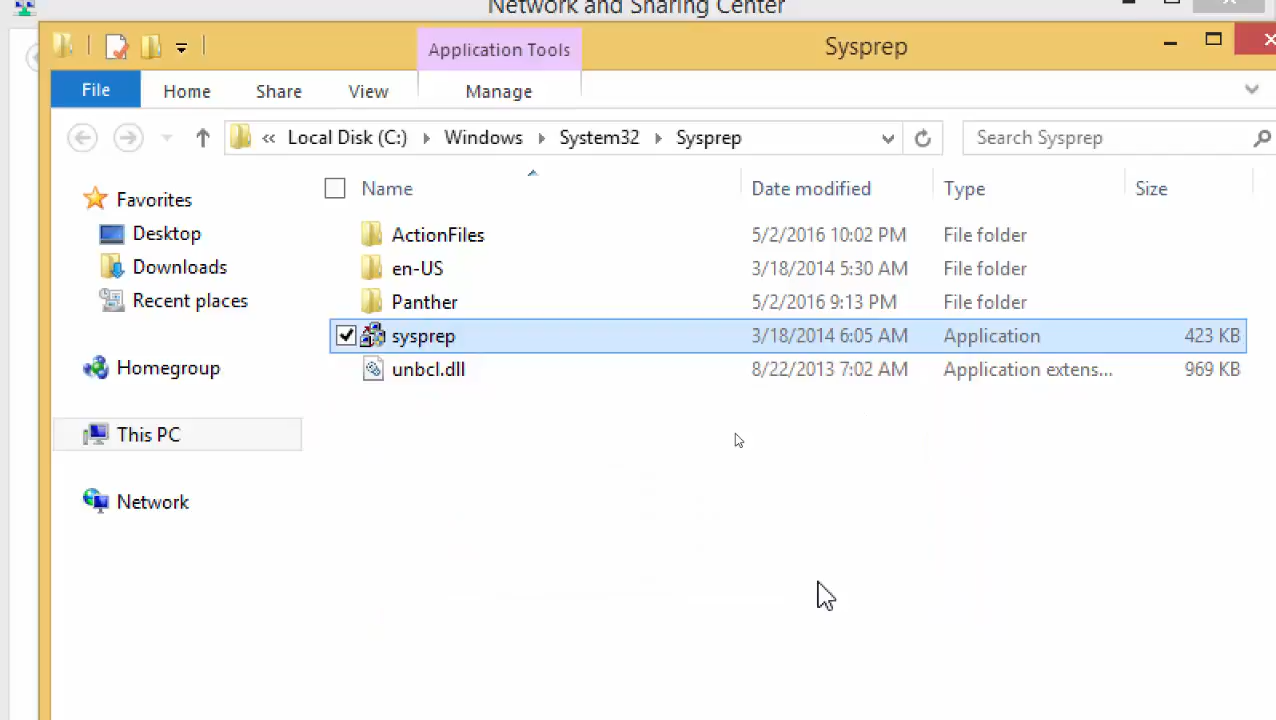 Network and Sharing Center
Application Tools
Sysprep
File
Home
Share
View
Manage
« Local Disk (C:) Windows System32 Sysprep
Search Sysprep
Name
Date modified
Type
Size
Favorites
Desktop
Downloads
Recent places
Homegroup
This PC
Network
ActionFiles 5/2/2016 10:02 PM File folder
en-US 3/18/2014 5:30 AM File folder
Panther 5/2/2016 9:13 PM File folder
sysprep 3/18/2014 6:05 AM Application 423 KB
unbcl.dll 8/22/2013 7:02 AM Application extens... 969 KB